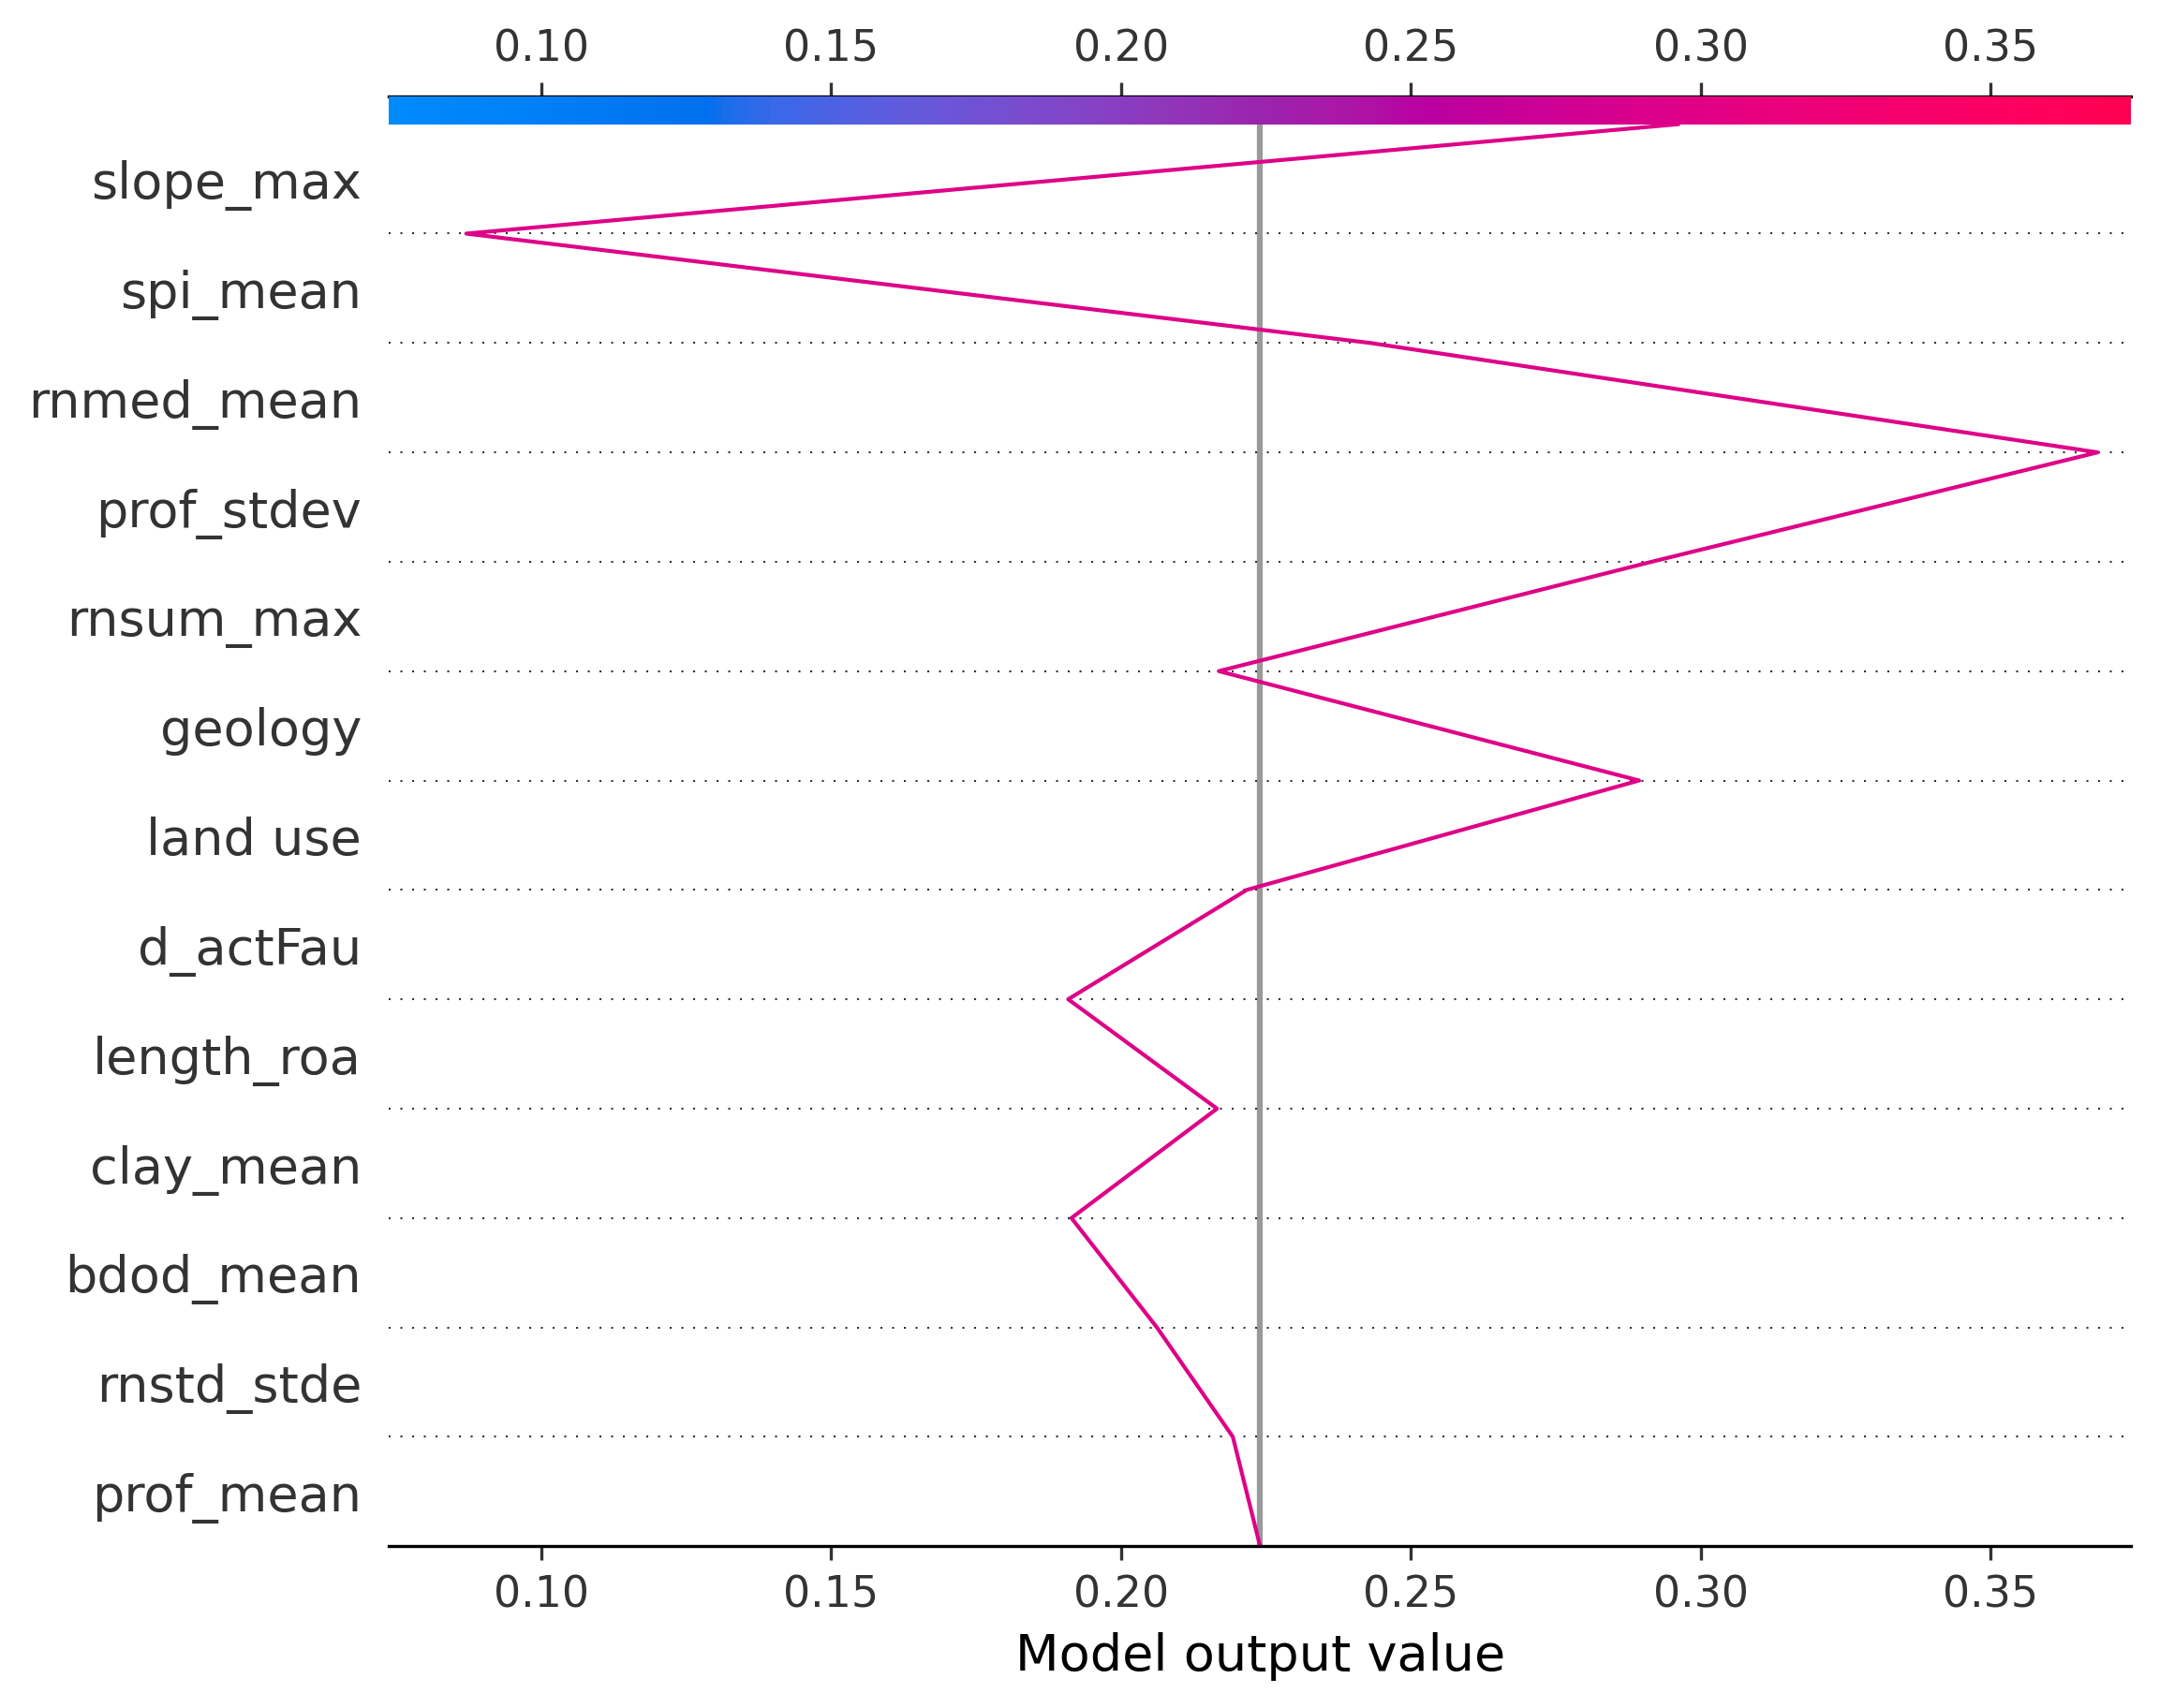 0.10 0.15 0.20 0.25 0.30 0.35
slope_max
spi_mean
rnmed_mean
prof_stdev
rnsum_max
geology
land use
d_actFau
length_roa
clay_mean
bdod_mean
rnstd_stde
prof_mean
0.10 0.15 0.20 0.25 0.30 0.35
Model output value